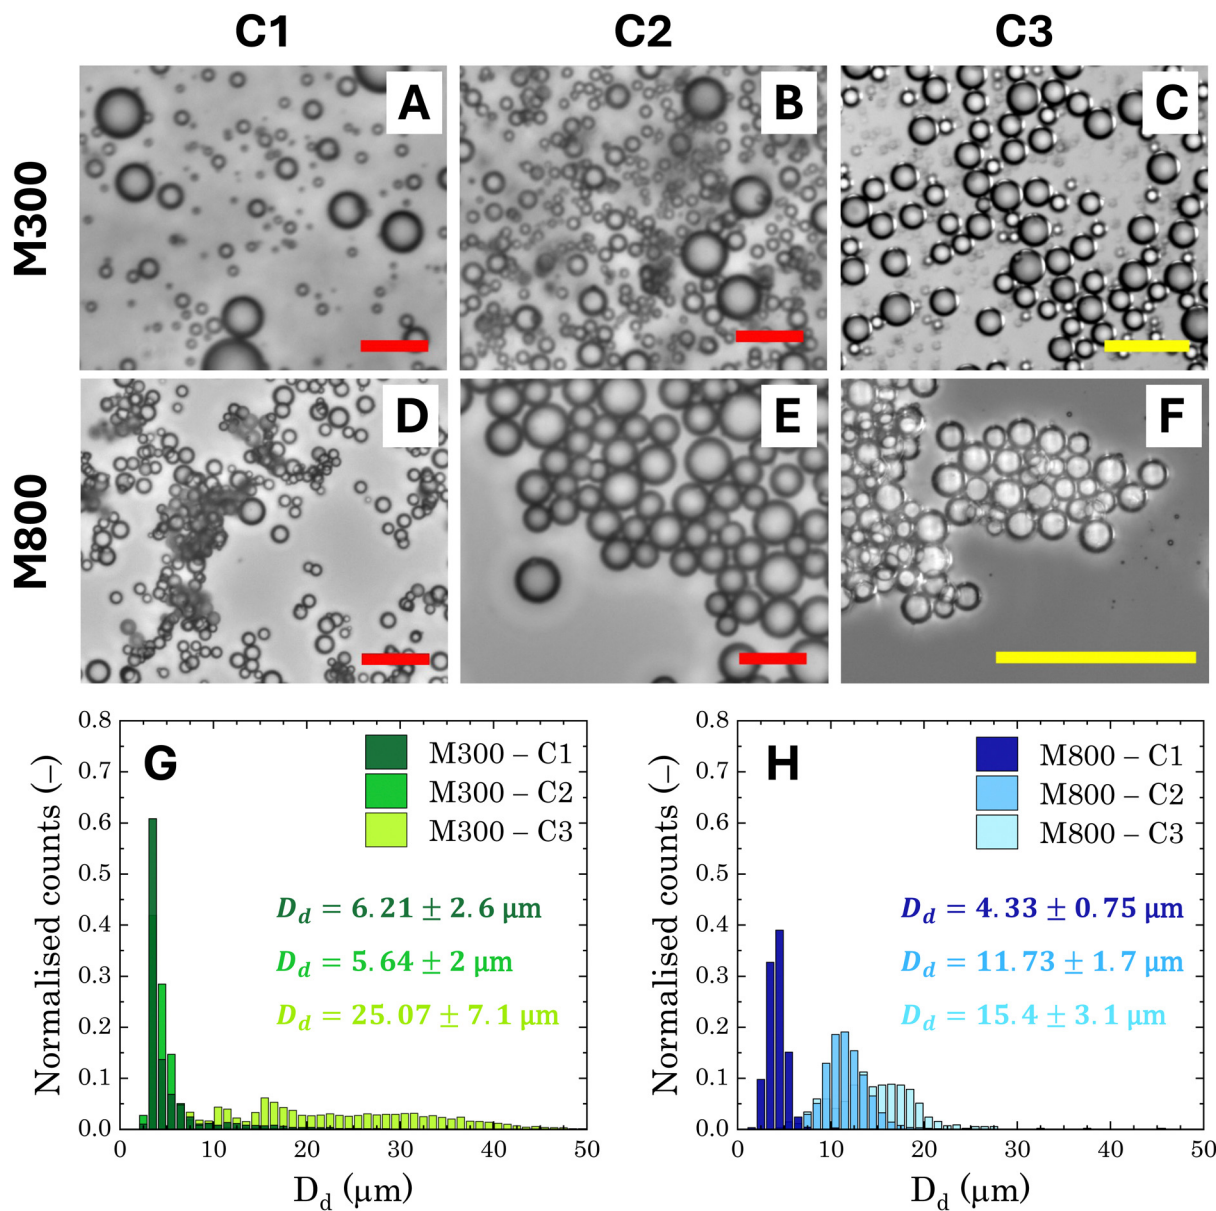 C1 C2 C3
M300
A B C
M800
D E F
G
M300 – C1
M300 – C2
M300 – C3
D_d = 6.21 ± 2.6 μm
D_d = 5.64 ± 2 μm
D_d = 25.07 ± 7.1 μm
Normalised counts (–)
0.8
0.7
0.6
0.5
0.4
0.3
0.2
0.1
0.0
0 10 20 30 40 50
D_d (μm)
H
M800 – C1
M800 – C2
M800 – C3
D_d = 4.33 ± 0.75 μm
D_d = 11.73 ± 1.7 μm
D_d = 15.4 ± 3.1 μm
Normalised counts (–)
0.8
0.7
0.6
0.5
0.4
0.3
0.2
0.1
0.0
0 10 20 30 40 50
D_d (μm)